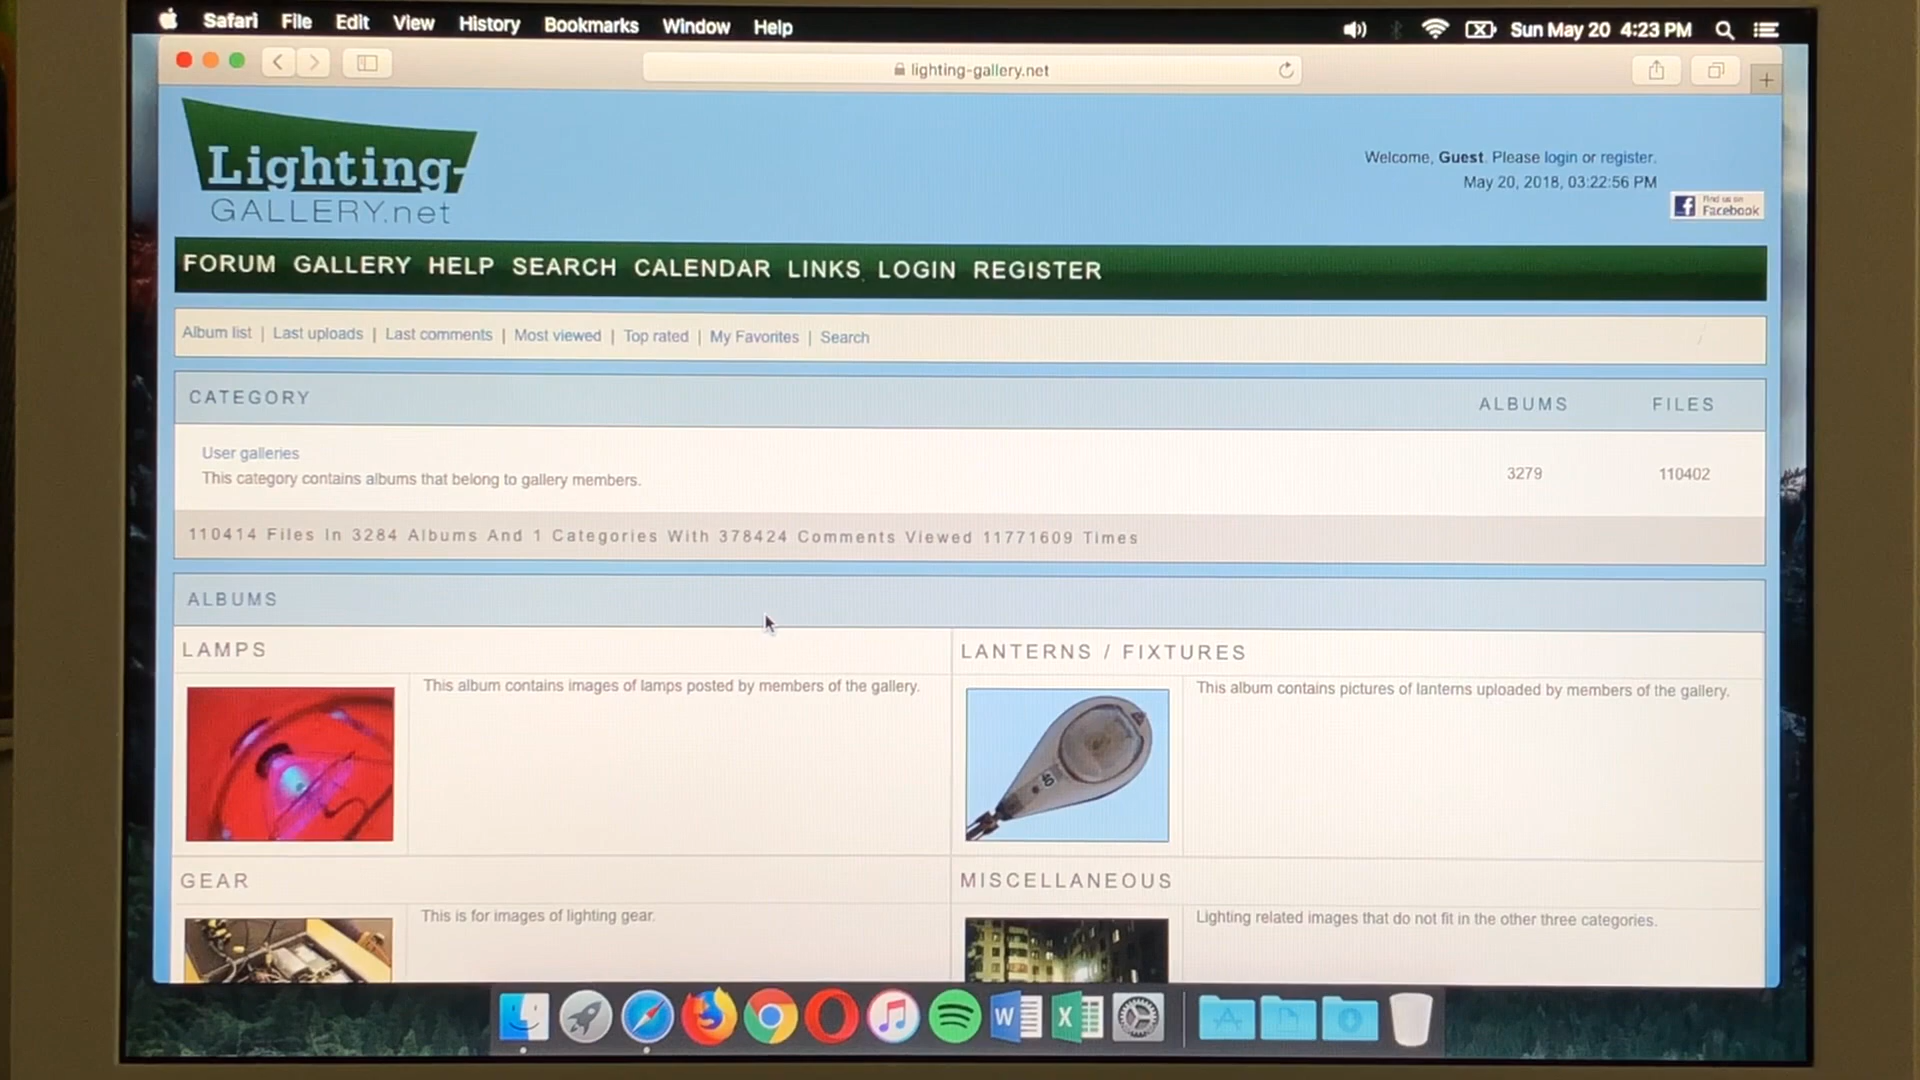 Safari File Edit View History Bookmarks Window Help Sun May 20 4:23 PM
lighting-gallery.net
Lighting-
GALLERY.net
Welcome, Guest. Please login or register.
May 20, 2018, 03:22:56 PM
Find us on
Facebook
FORUM GALLERY HELP SEARCH CALENDAR LINKS LOGIN REGISTER
Album list | Last uploads | Last comments | Most viewed | Top rated | My Favorites | Search
CATEGORY ALBUMS FILES
User galleries
This category contains albums that belong to gallery members. 3279 110402
110414 Files In 3284 Albums And 1 Categories With 378424 Comments Viewed 11771609 Times
ALBUMS
LAMPS
This album contains images of lamps posted by members of the gallery.
LANTERNS / FIXTURES
This album contains pictures of lanterns uploaded by members of the gallery.
40
GEAR
This is for images of lighting gear.
MISCELLANEOUS
Lighting related images that do not fit in the other three categories.
W X